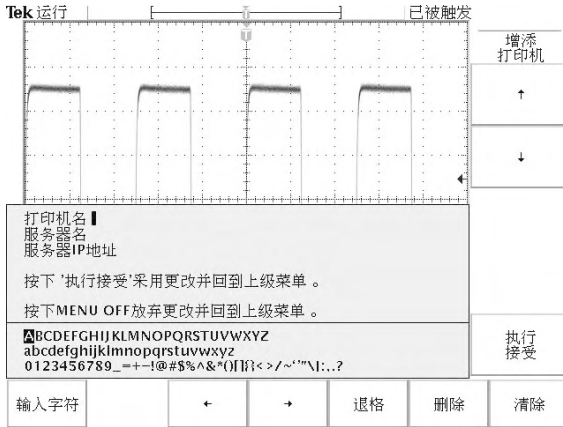 Tek 运行
已被触发
增添
打印机
↑
↓
打印机名
服务器名
服务器IP地址
按下 '执行接受'采用更改并回到上级菜单 。
按下MENU OFF放弃更改并回到上级菜单 。
ABCDEFGHIJKLMNOPQRSTUVWXYZ
abcdefghijklmnopqrstuvwxyz
0123456789_=+−!@#$%^&*()[]{}<>/~‘’"\|:,.?
执行
接受
输入字符
←
→
退格
删除
清除